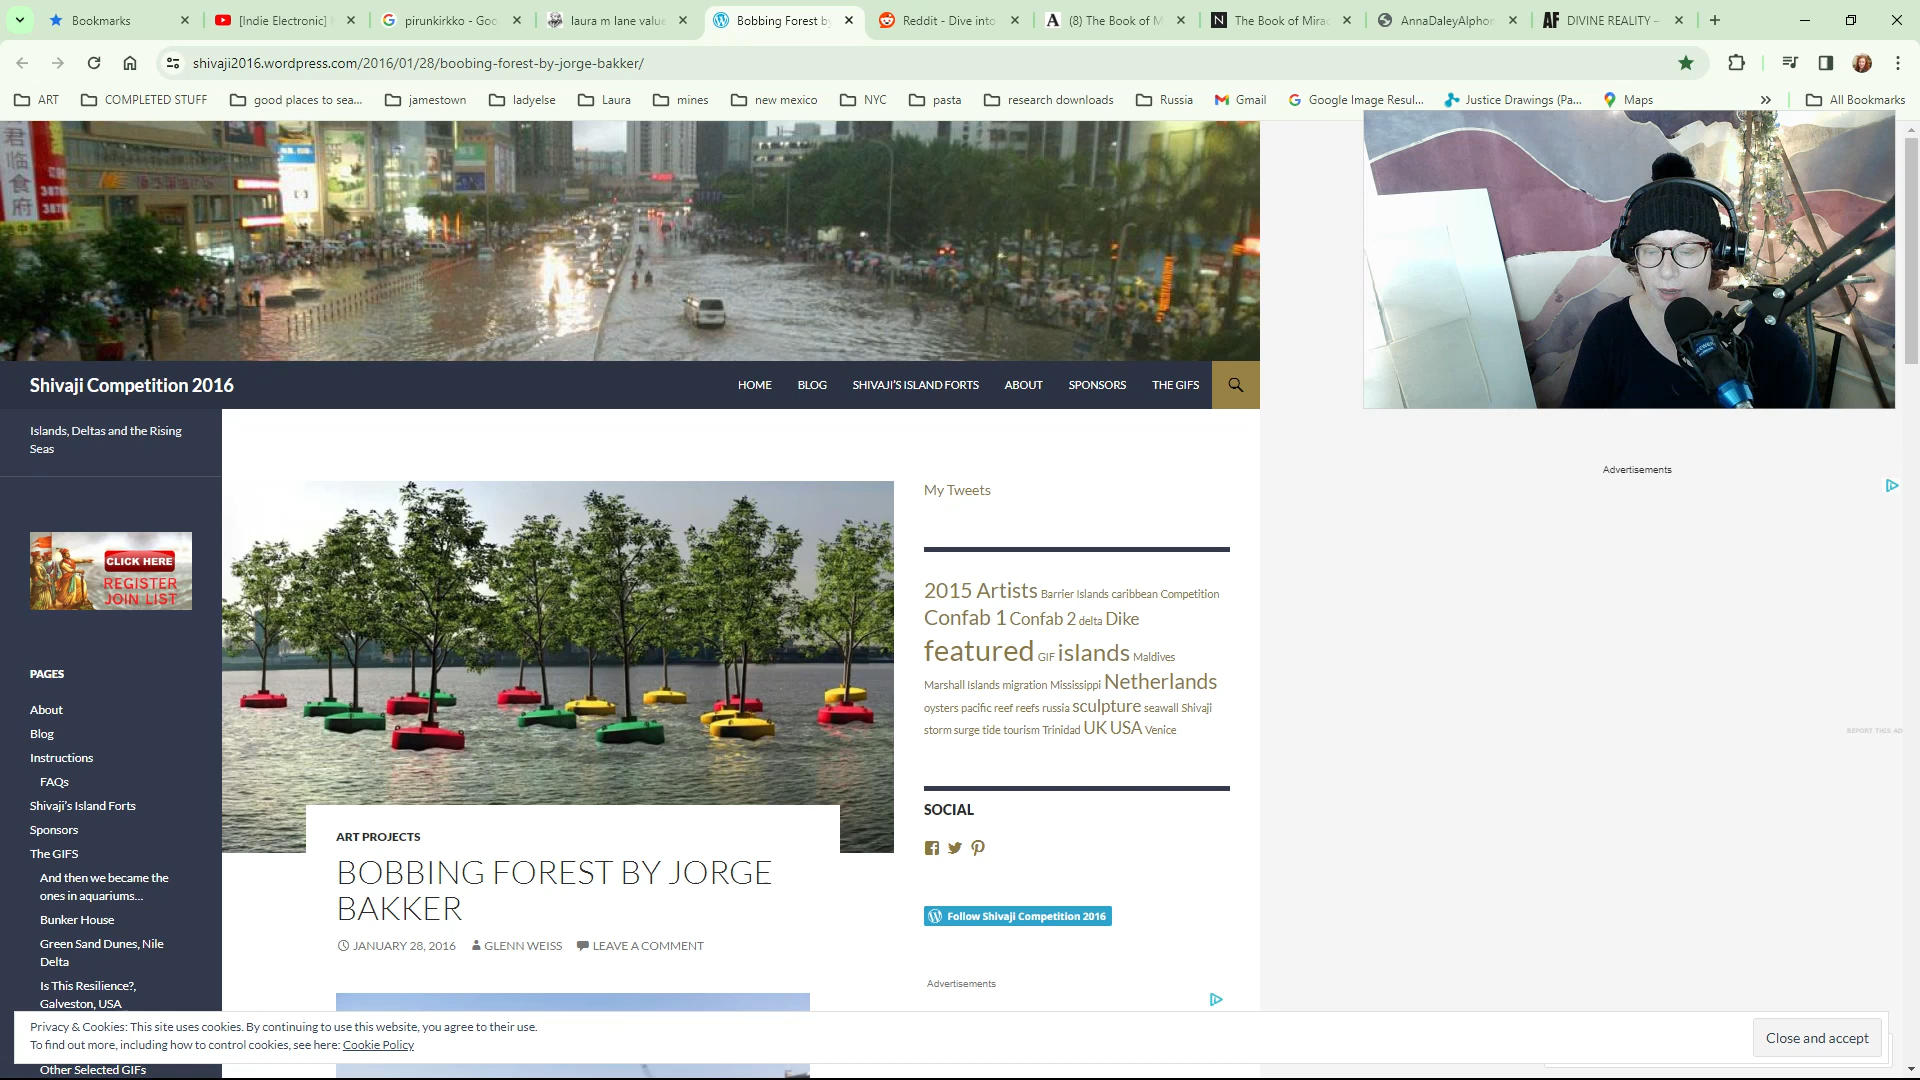 Bookmarks
[Indie Electronic]
pirunkirkko - Goo
laura m lane value
Bobbing Forest by
Reddit - Dive into
(8) The Book of M
The Book of Mirac
AnnaDaleyAlphon
DIVINE REALITY –
shivaji2016.wordpress.com/2016/01/28/boobing-forest-by-jorge-bakker/
ART
COMPLETED STUFF
good places to sea...
jamestown
ladyelse
Laura
mines
new mexico
NYC
pasta
research downloads
Russia
Gmail
Google Image Resul...
Justice Drawings (Pa...
Maps
»
All Bookmarks
君临食府
Shivaji Competition 2016
HOME
BLOG
SHIVAJI'S ISLAND FORTS
ABOUT
SPONSORS
THE GIFS
Islands, Deltas and the Rising
Seas
CLICK HERE
REGISTER
JOIN LIST
PAGES
About
Blog
Instructions
FAQs
Shivaji's Island Forts
Sponsors
The GIFS
And then we became the
ones in aquariums...
Bunker House
Green Sand Dunes, Nile
Delta
Is This Resilience?,
Galveston, USA
Other Selected GIFs
ART PROJECTS
BOBBING FOREST BY JORGE
BAKKER
JANUARY 28, 2016
GLENN WEISS
LEAVE A COMMENT
My Tweets
2015 Artists Barrier Islands caribbean Competition
Confab 1 Confab 2 delta Dike
featured GIF islands Maldives
Marshall Islands migration Mississippi Netherlands
oysters pacific reef reefs russia sculpture seawall Shivaji
storm surge tide tourism Trinidad UK USA Venice
SOCIAL
Follow Shivaji Competition 2016
Advertisements
Advertisements
REPORT THIS AD
Privacy & Cookies: This site uses cookies. By continuing to use this website, you agree to their use.
To find out more, including how to control cookies, see here: Cookie Policy
Close and accept